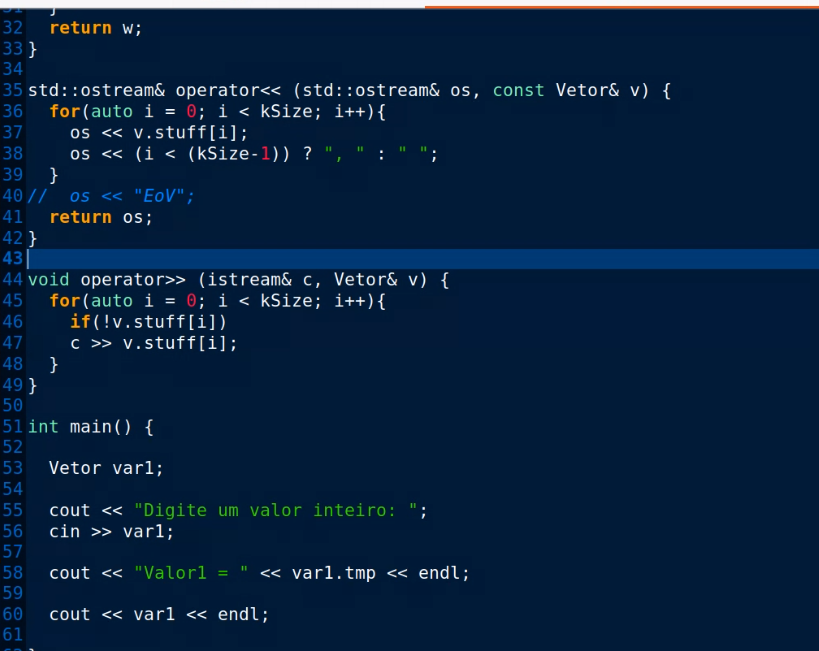 31   }
32   return w;
33 }
34
35 std::ostream& operator<< (std::ostream& os, const Vetor& v) {
36   for(auto i = 0; i < kSize; i++){
37     os << v.stuff[i];
38     os << (i < (kSize-1)) ? ", " : " ";
39   }
40 //  os << "EoV";
41   return os;
42 }
43
44 void operator>> (istream& c, Vetor& v) {
45   for(auto i = 0; i < kSize; i++){
46     if(!v.stuff[i])
47     c >> v.stuff[i];
48   }
49 }
50
51 int main() {
52
53   Vetor var1;
54
55   cout << "Digite um valor inteiro: ";
56   cin >> var1;
57
58   cout << "Valor1 = " << var1.tmp << endl;
59
60   cout << var1 << endl;
61